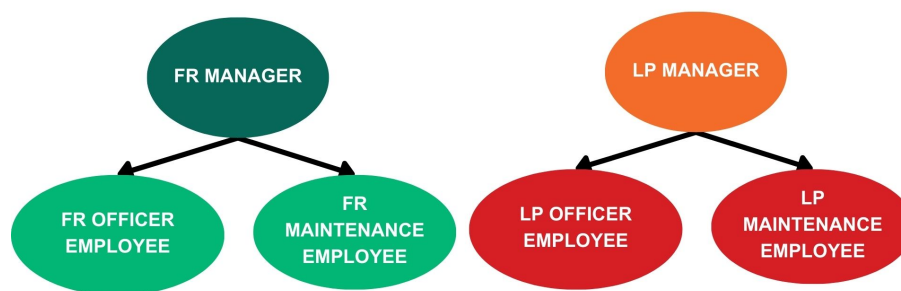 FR MANAGER
LP MANAGER
FR OFFICER
EMPLOYEE
FR
MAINTENANCE
EMPLOYEE
LP OFFICER
EMPLOYEE
LP
MAINTENANCE
EMPLOYEE